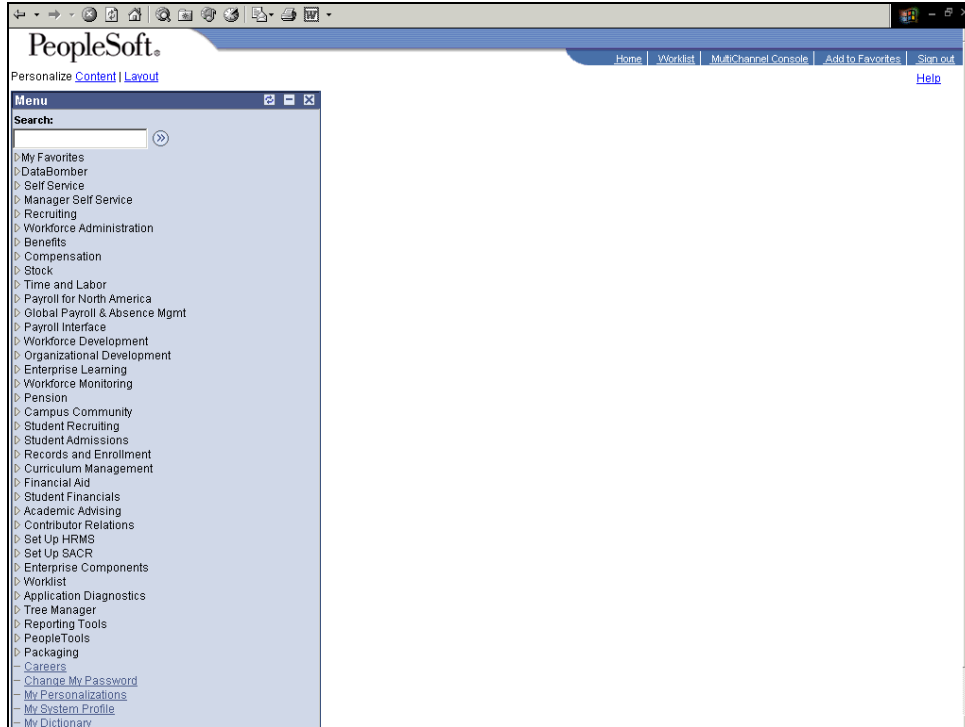 PeopleSoft.
Home | Worklist | MultiChannel Console | Add to Favorites | Sign out
Personalize Content | Layout
Help
Menu
Search:
My Favorites
DataBomber
Self Service
Manager Self Service
Recruiting
Workforce Administration
Benefits
Compensation
Stock
Time and Labor
Payroll for North America
Global Payroll & Absence Mgmt
Payroll Interface
Workforce Development
Organizational Development
Enterprise Learning
Workforce Monitoring
Pension
Campus Community
Student Recruiting
Student Admissions
Records and Enrollment
Curriculum Management
Financial Aid
Student Financials
Academic Advising
Contributor Relations
Set Up HRMS
Set Up SACR
Enterprise Components
Worklist
Application Diagnostics
Tree Manager
Reporting Tools
PeopleTools
Packaging
Careers
Change My Password
My Personalizations
My System Profile
My Dictionary